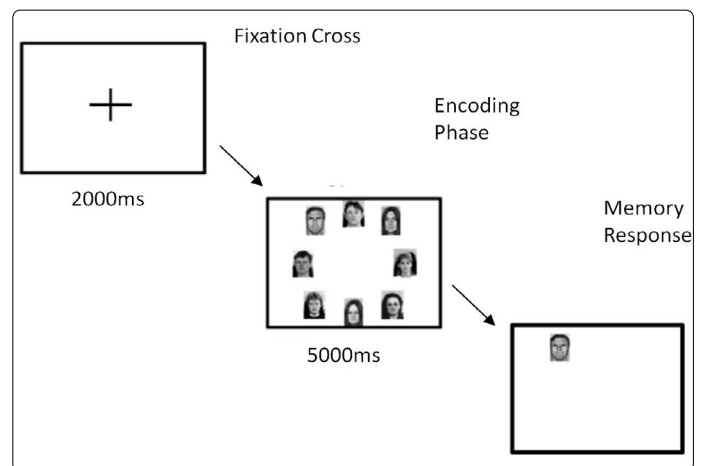 Fixation Cross
Encoding
Phase
2000ms
Memory
Response
5000ms